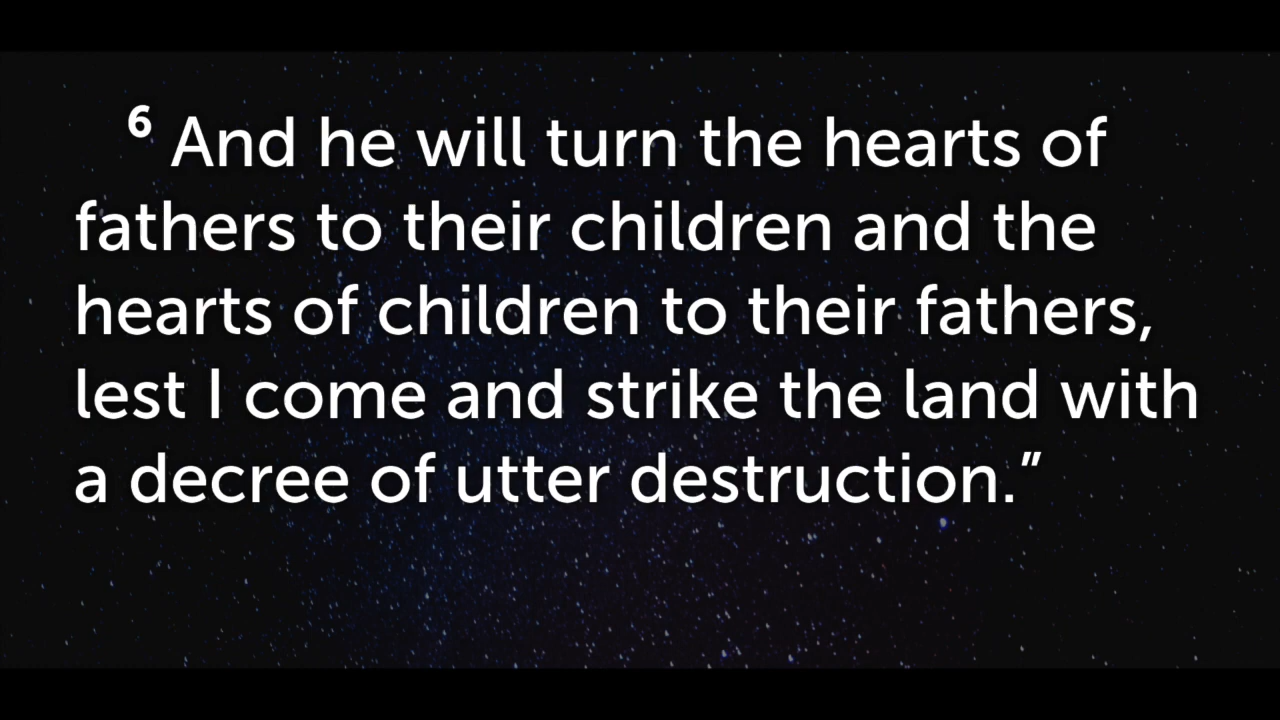 6 And he will turn the hearts of
fathers to their children and the
hearts of children to their fathers,
lest I come and strike the land with
a decree of utter destruction.”